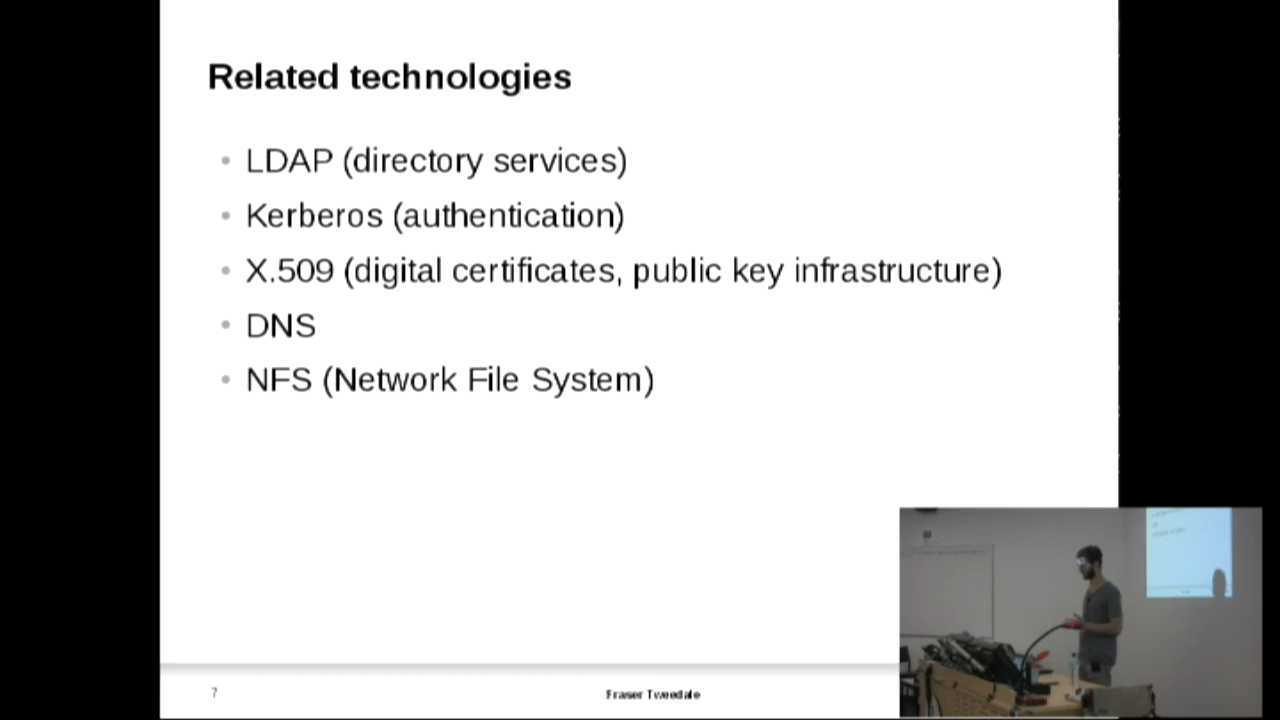 Related technologies
LDAP (directory services)
Kerberos (authentication)
X.509 (digital certificates, public key infrastructure)
DNS
NFS (Network File System)
7
Fraser Tweedale